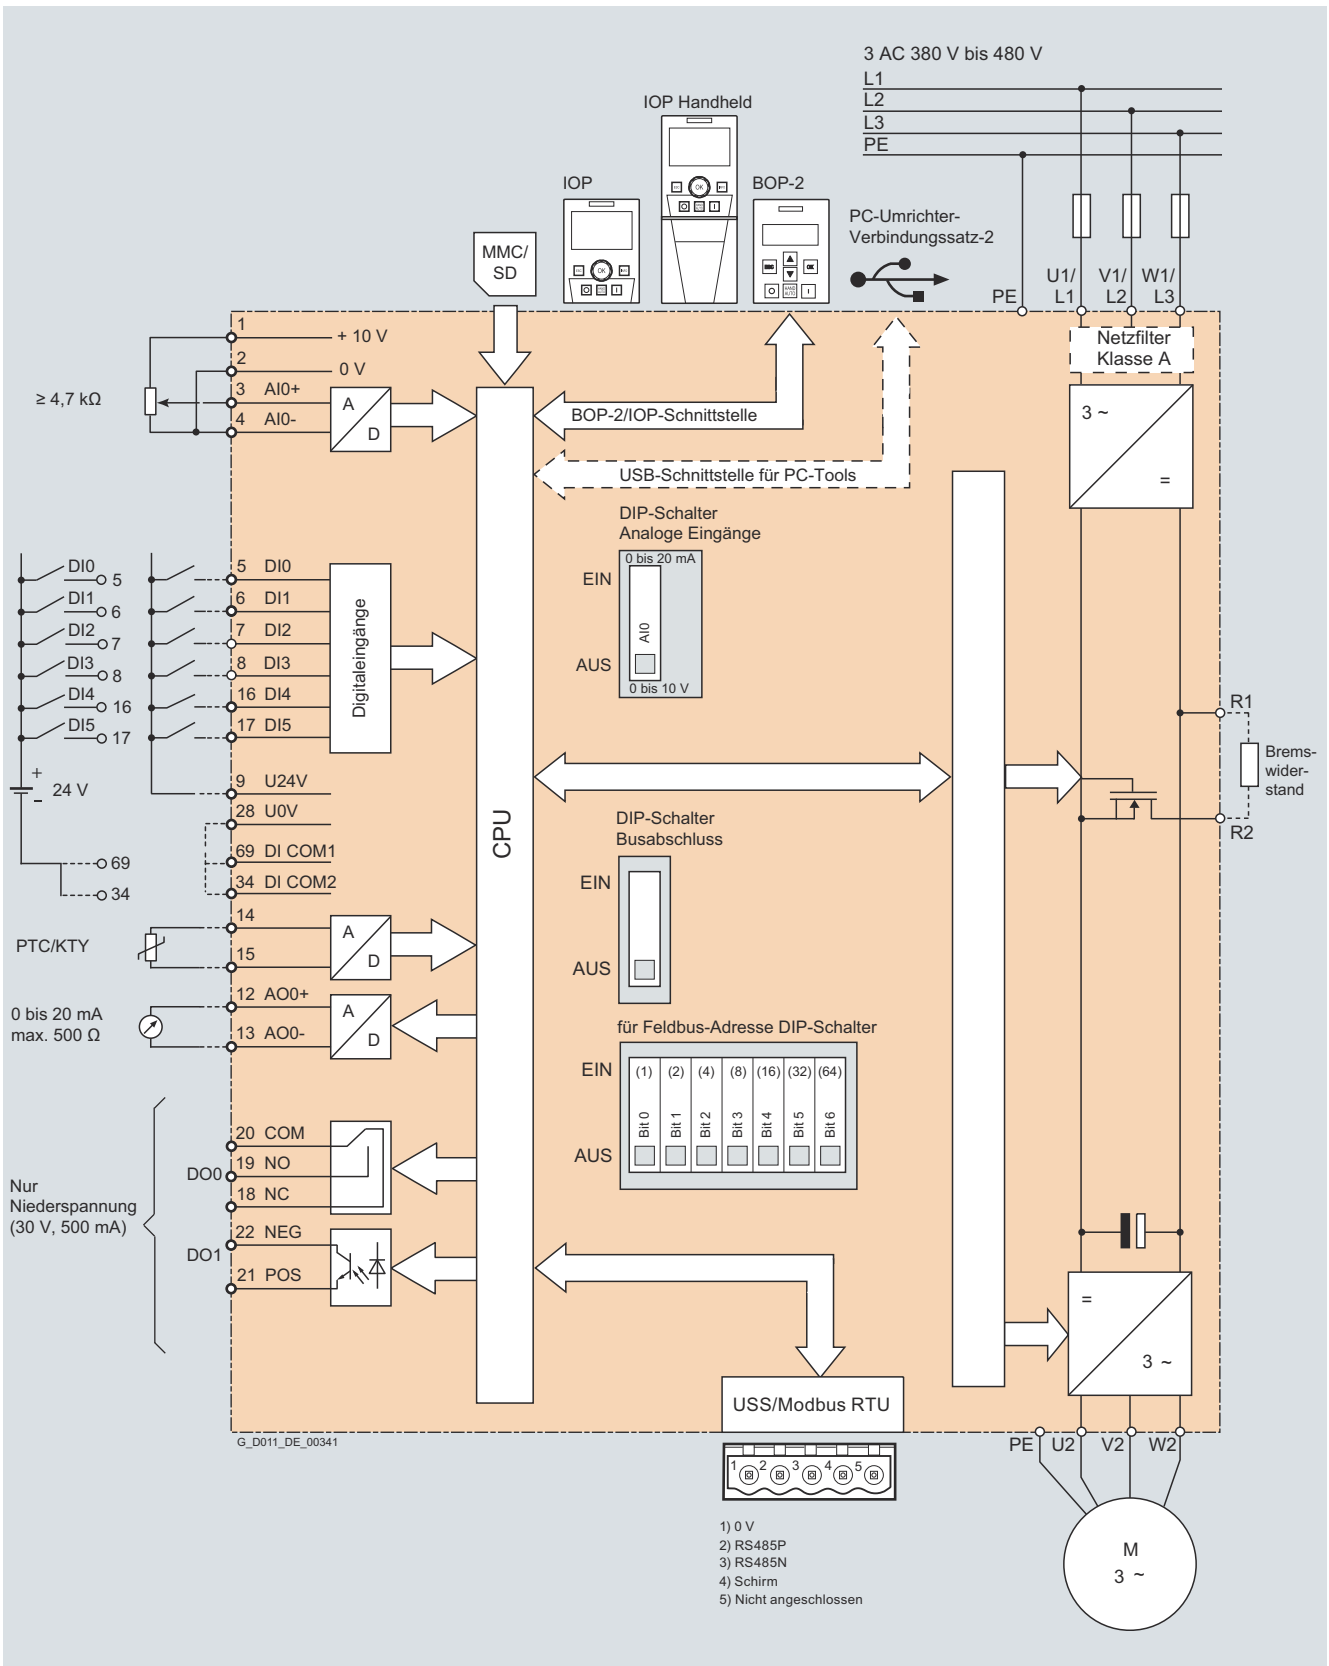 3 AC 380 V bis 480 V
L1
L2
L3
PE
IOP Handheld
IOP
BOP-2
PC-Umrichter-
Verbindungssatz-2
MMC/
SD
OK
OK
OK
HAND
AUTO
PE
U1/
L1
V1/
L2
W1/
L3
Netzfilter
Klasse A
3 ~
=
1
+ 10 V
2
0 V
3 AI0+
4 AI0-
≥ 4,7 kΩ
A
D
BOP-2/IOP-Schnittstelle
USB-Schnittstelle für PC-Tools
DIP-Schalter
Analoge Eingänge
0 bis 20 mA
EIN
AI0
AUS
0 bis 10 V
DI0
5
DI1
6
DI2
7
DI3
8
DI4
16
DI5
17
5 DI0
6 DI1
7 DI2
8 DI3
16 DI4
17 DI5
Digitaleingänge
CPU
+
24 V
–
9 U24V
28 U0V
69 DI COM1
34 DI COM2
69
34
R1
Brems-
wider-
stand
R2
DIP-Schalter
Busabschluss
EIN
AUS
PTC/KTY
14
15
A
D
0 bis 20 mA
max. 500 Ω
12 AO0+
13 AO0-
A
D
für Feldbus-Adresse DIP-Schalter
EIN
(1) (2) (4) (8) (16) (32) (64)
Bit 0 Bit 1 Bit 2 Bit 3 Bit 4 Bit 5 Bit 6
AUS
Nur
Niederspannung
(30 V, 500 mA)
DO0
20 COM
19 NO
18 NC
DO1
22 NEG
21 POS
=
3 ~
USS/Modbus RTU
G_D011_DE_00341
PE U2 V2 W2
1 2 3 4 5
1) 0 V
2) RS485P
3) RS485N
4) Schirm
5) Nicht angeschlossen
M
3 ~